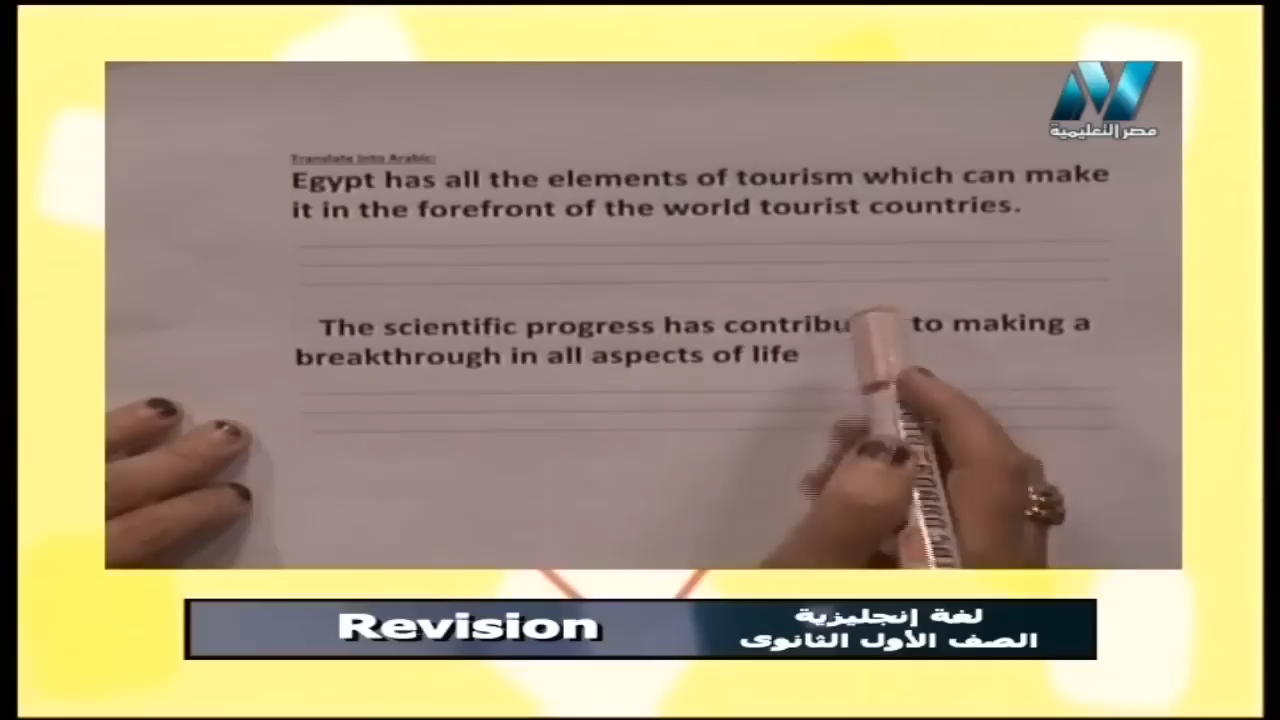 مصر التعليمية
Translate into Arabic:
Egypt has all the elements of tourism which can make
it in the forefront of the world tourist countries.
The scientific progress has to making a
breakthrough in all aspects of life
Revision
لغة إنجليزية
الصف الأول الثانوى